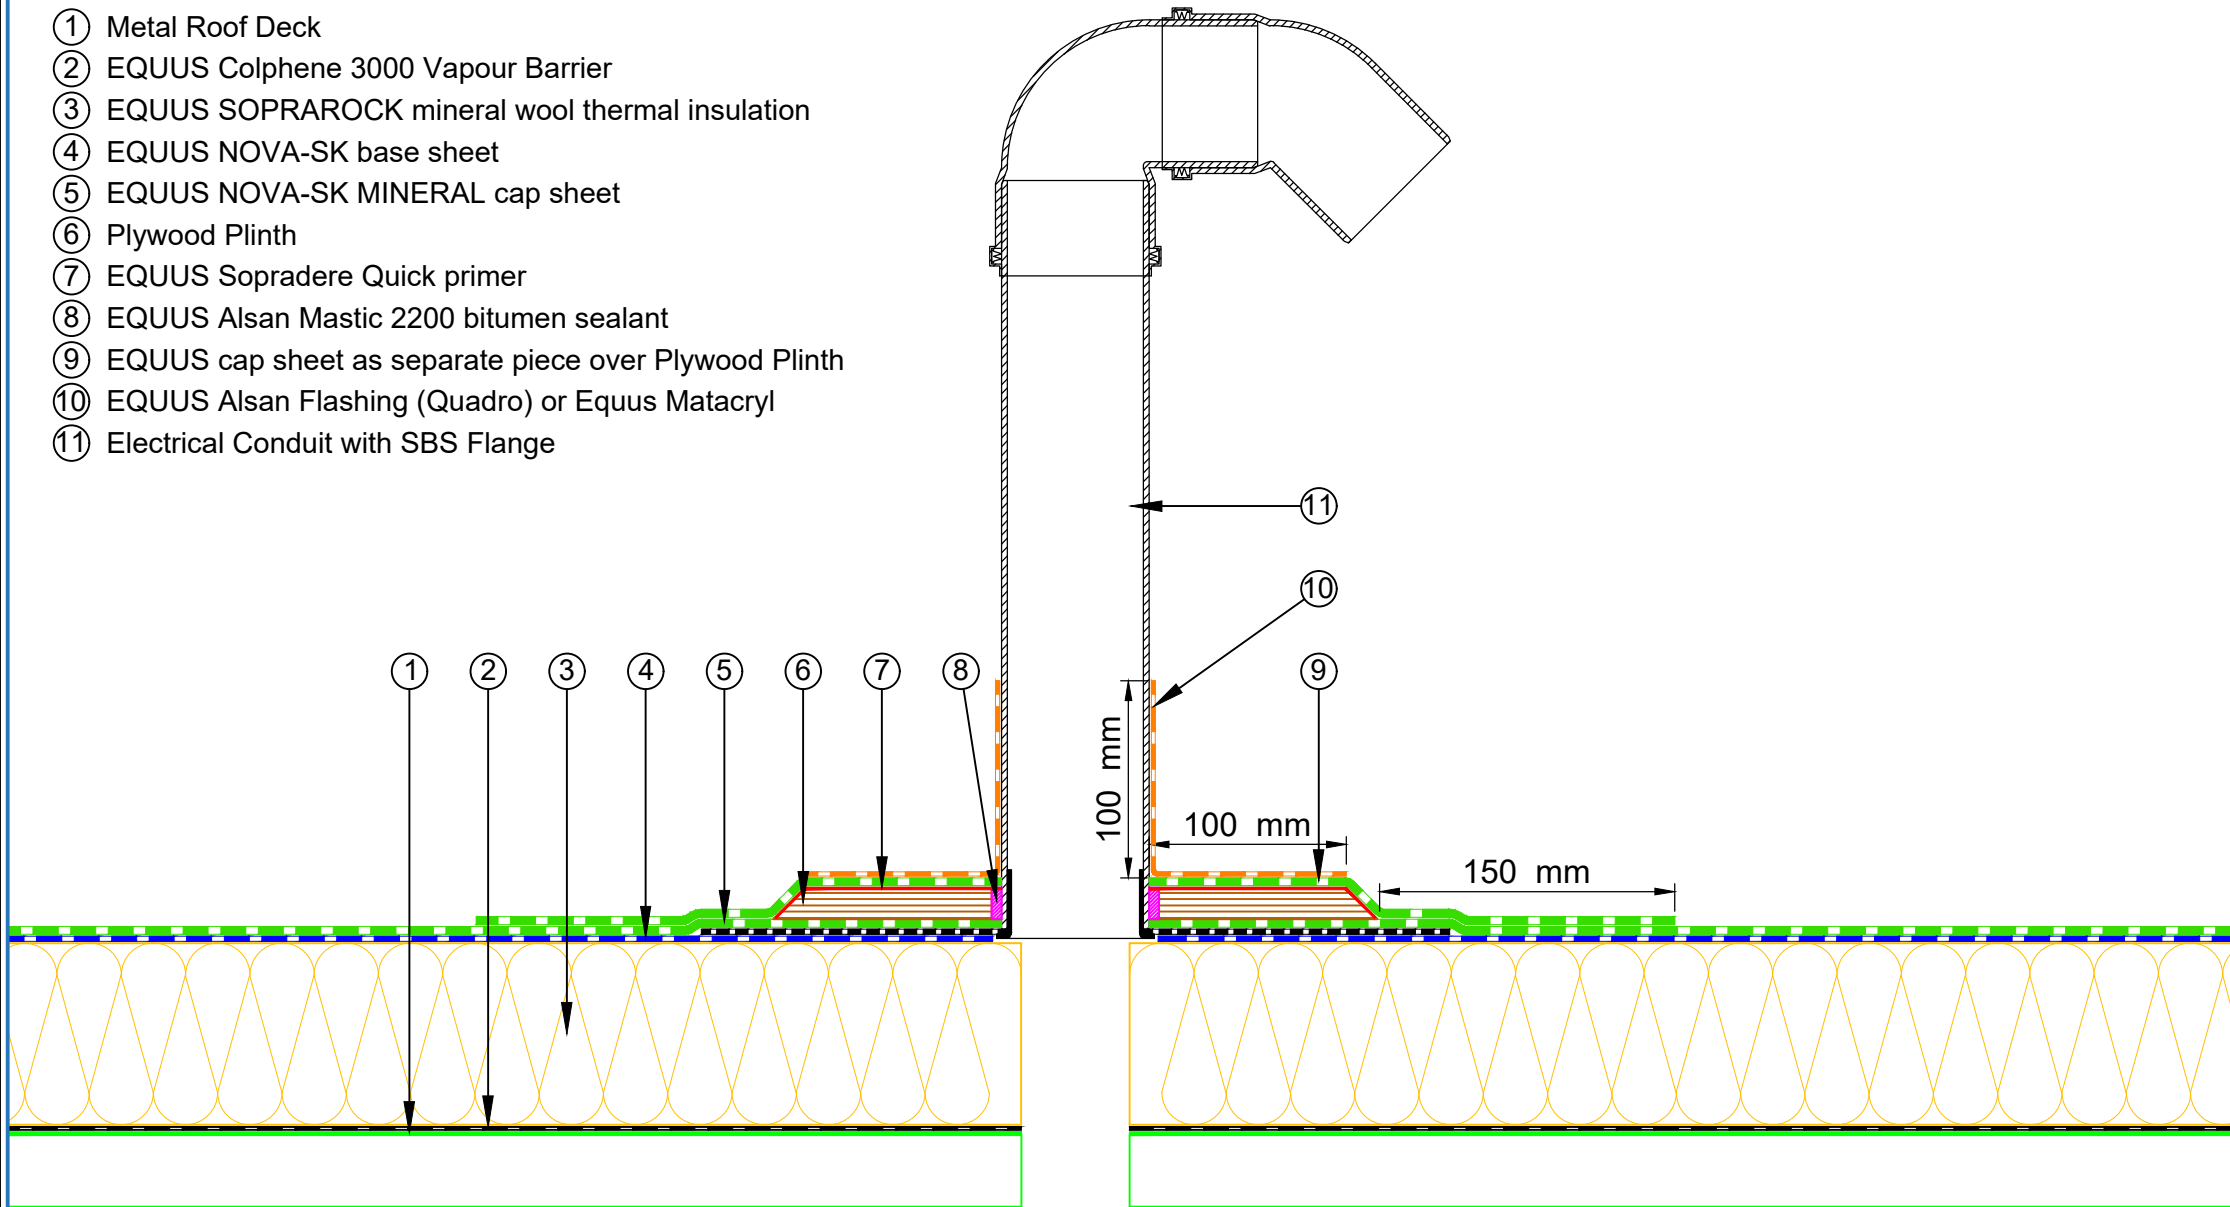 1 Metal Roof Deck
2 EQUUS Colphene 3000 Vapour Barrier
3 EQUUS SOPRAROCK mineral wool thermal insulation
4 EQUUS NOVA-SK base sheet
5 EQUUS NOVA-SK MINERAL cap sheet
6 Plywood Plinth
7 EQUUS Sopradere Quick primer
8 EQUUS Alsan Mastic 2200 bitumen sealant
9 EQUUS cap sheet as separate piece over Plywood Plinth
10 EQUUS Alsan Flashing (Quadro) or Equus Matacryl
11 Electrical Conduit with SBS Flange
11
10
1 2 3 4 5 6 7 8 9
100 mm
100 mm
150 mm